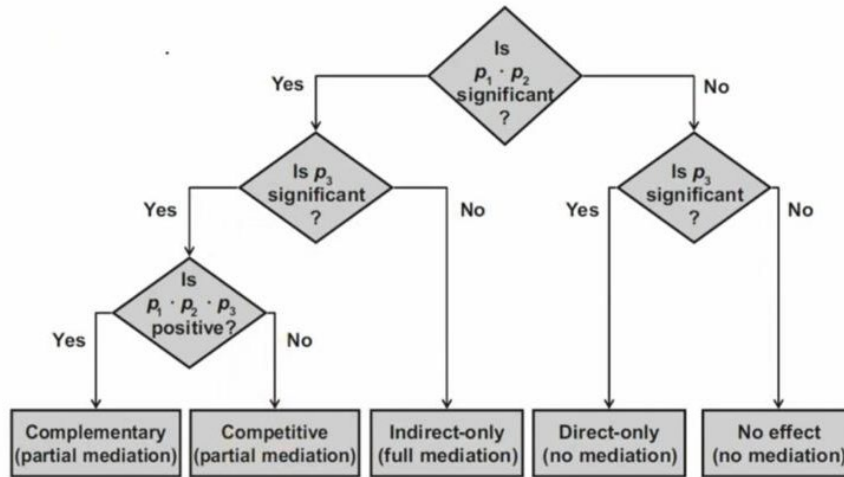 Is
p₁ · p₂
significant
?
Yes
No
Is p₃
significant
?
Is p₃
significant
?
Yes
No
Yes
No
Is
p₁ · p₂ · p₃
positive?
Yes
No
Complementary
(partial mediation)
Competitive
(partial mediation)
Indirect-only
(full mediation)
Direct-only
(no mediation)
No effect
(no mediation)